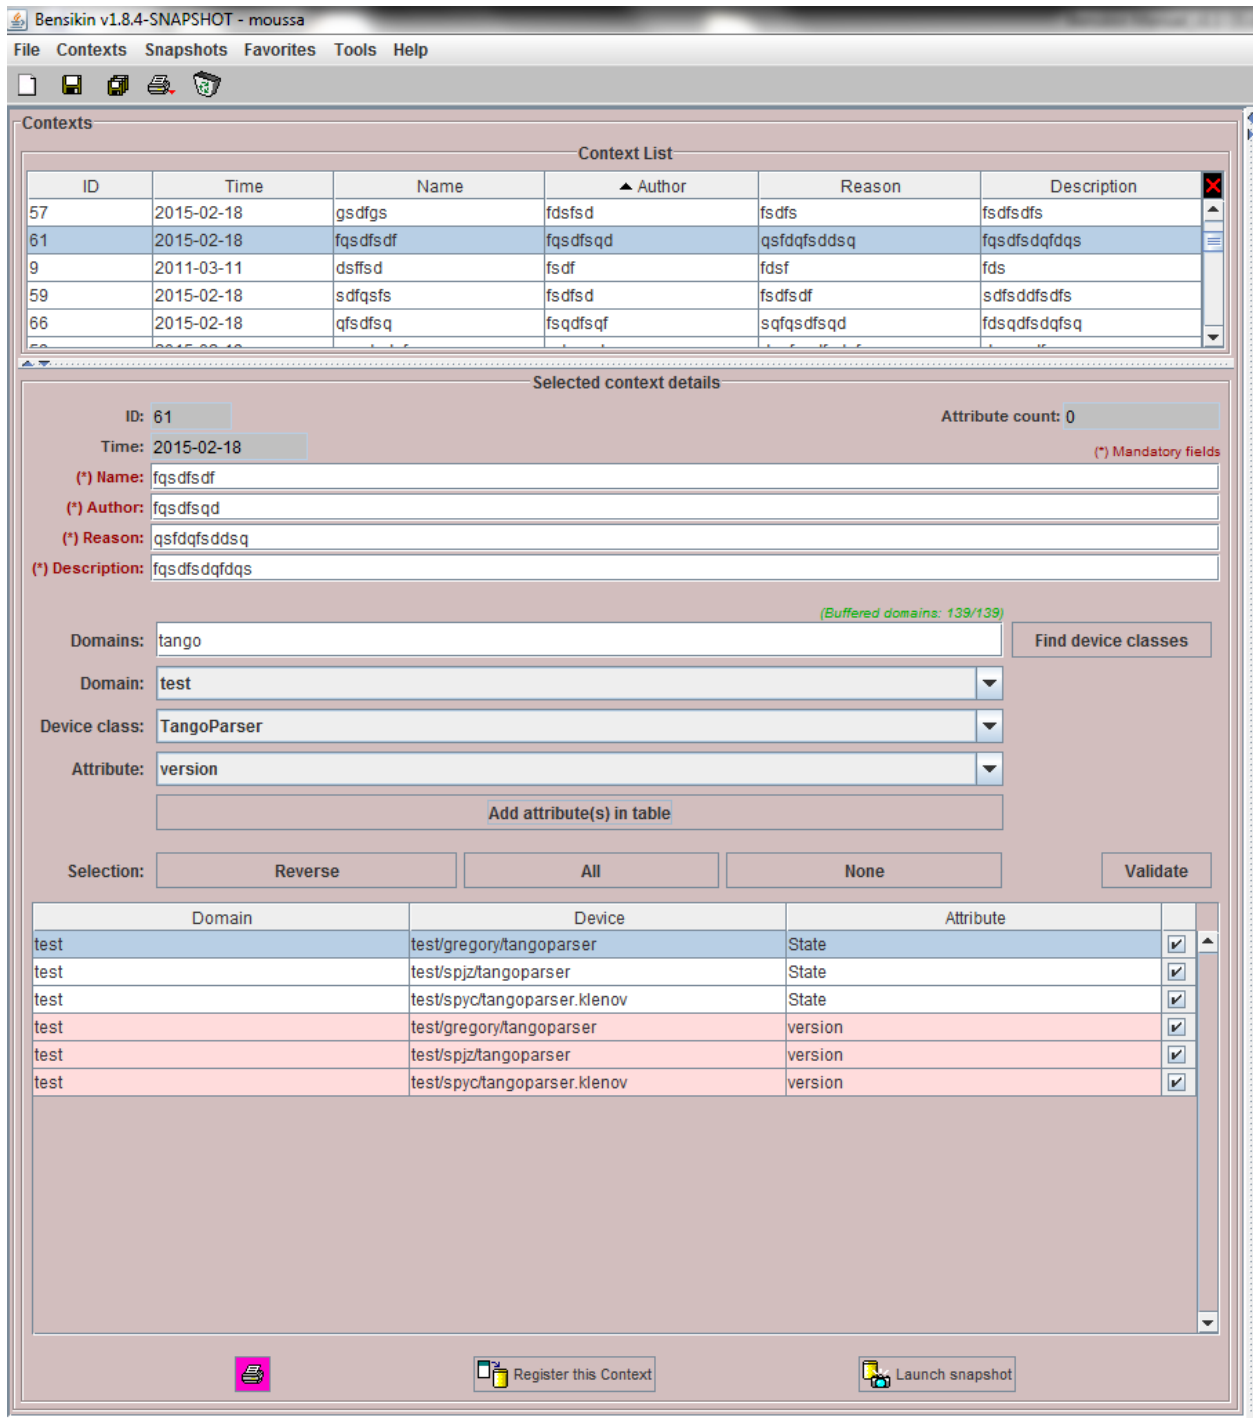 Bensikin v1.8.4-SNAPSHOT - moussa
File Contexts Snapshots Favorites Tools Help
Contexts
Context List
ID Time Name Author Reason Description
57 2015-02-18 gsdfgs fdsfsd fsdfs fsdfsdfs
61 2015-02-18 fqsdfsdf fqsdfsqd qsfdqfsddsq fqsdfsdqfdqs
9 2011-03-11 dsffsd fsdf fdsf fds
59 2015-02-18 sdfqsfs fsdfsd fsdfsdf sdfsddfsdfs
66 2015-02-18 qfsdfsq fsqdfsqf sqfqsdfsqd fdsqdfsdqfsq
Selected context details
ID: 61 Attribute count: 0
Time: 2015-02-18 (*) Mandatory fields
(*) Name: fqsdfsdf
(*) Author: fqsdfsqd
(*) Reason: qsfdqfsddsq
(*) Description: fqsdfsdqfdqs
(Buffered domains: 139/139)
Domains: tango Find device classes
Domain: test
Device class: TangoParser
Attribute: version
Add attribute(s) in table
Selection: Reverse All None Validate
Domain Device Attribute
test test/gregory/tangoparser State
test test/spjz/tangoparser State
test test/spyc/tangoparser.klenov State
test test/gregory/tangoparser version
test test/spjz/tangoparser version
test test/spyc/tangoparser.klenov version
Register this Context Launch snapshot